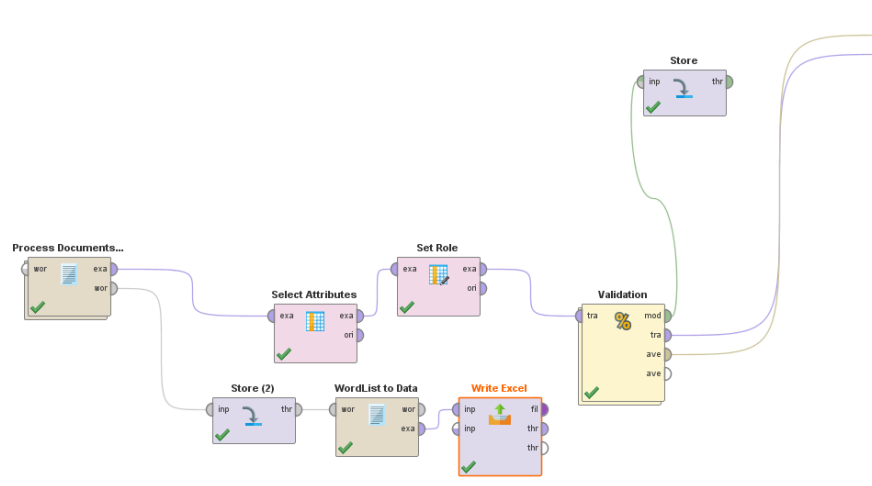 Store
inp thr
Process Documents...
wor exa
wor
Set Role
exa exa
ori
Select Attributes
exa exa
ori
Validation
tra mod
tra
ave
ave
Store (2)
inp thr
WordList to Data
wor wor
exa
Write Excel
inp fil
inp thr
thr